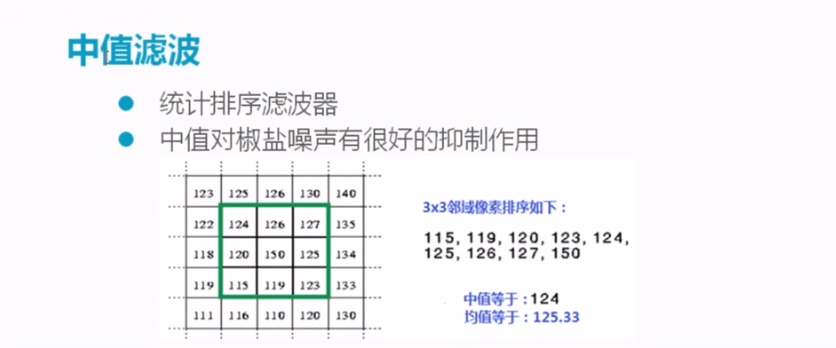 中值滤波
统计排序滤波器
中值对椒盐噪声有很好的抑制作用
123 125 126 130 140
122 124 126 127 135
118 120 150 125 134
119 115 119 123 133
111 116 110 120 130
3x3邻域像素排序如下：
115, 119, 120, 123, 124,
125, 126, 127, 150
中值等于：124
均值等于：125.33